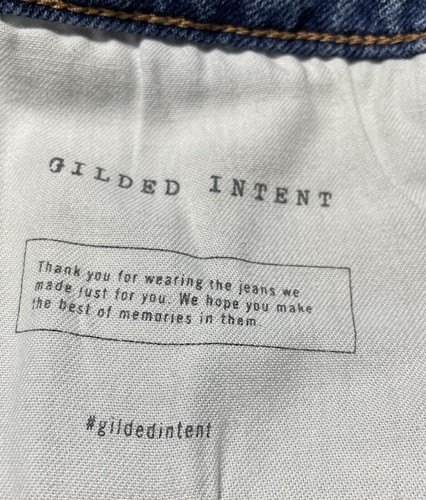 GILDED INTENT
Thank you for wearing the jeans we
made just for you. We hope you make
the best of memories in them.
#gildedintent